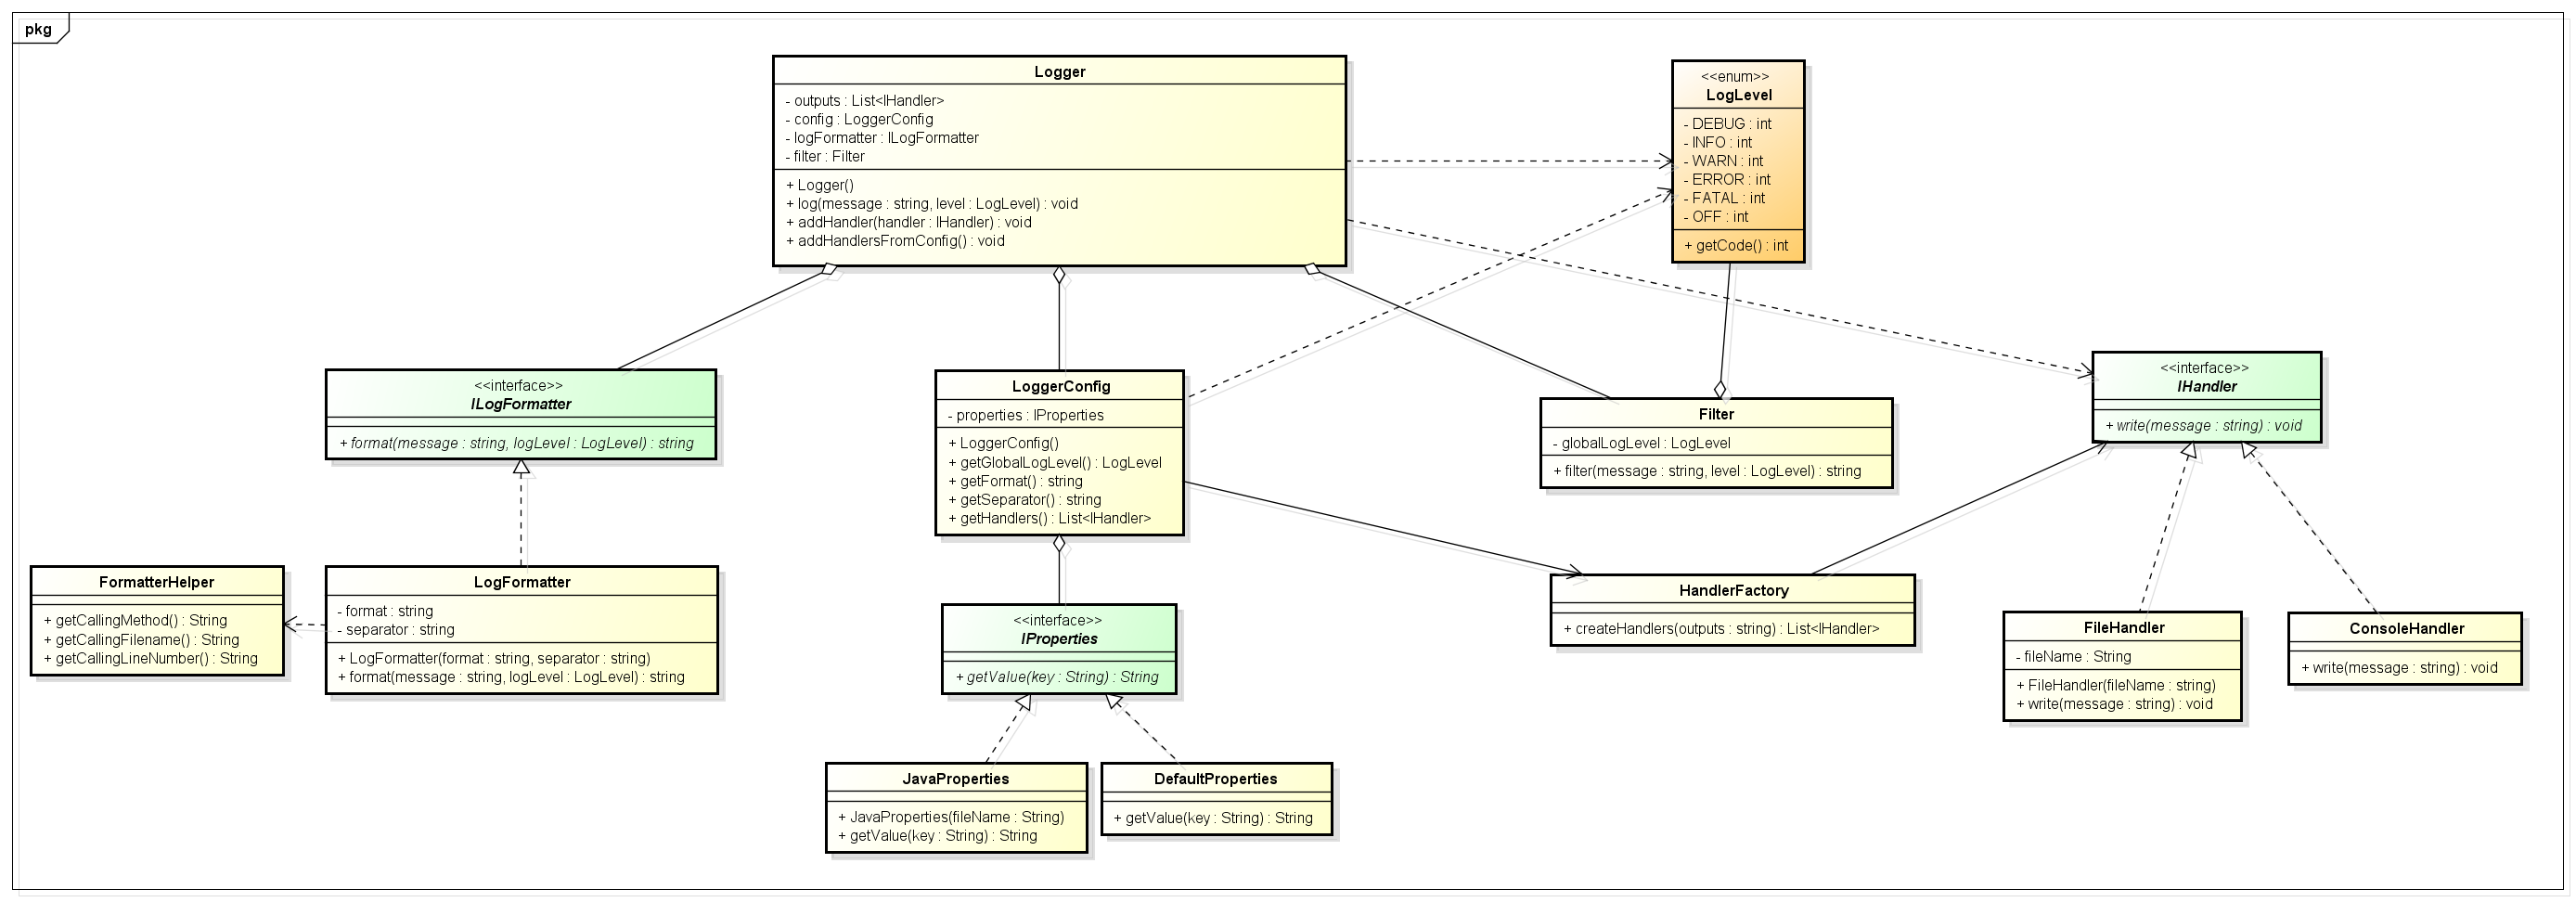 pkg
Logger
- outputs : List<IHandler>
- config : LoggerConfig
- logFormatter : ILogFormatter
- filter : Filter
+ Logger()
+ log(message : string, level : LogLevel) : void
+ addHandler(handler : IHandler) : void
+ addHandlersFromConfig() : void
<<enum>>
LogLevel
- DEBUG : int
- INFO : int
- WARN : int
- ERROR : int
- FATAL : int
- OFF : int
+ getCode() : int
<<interface>>
ILogFormatter
+ format(message : string, logLevel : LogLevel) : string
LoggerConfig
- properties : IProperties
+ LoggerConfig()
+ getGlobalLogLevel() : LogLevel
+ getFormat() : string
+ getSeparator() : string
+ getHandlers() : List<IHandler>
Filter
- globalLogLevel : LogLevel
+ filter(message : string, level : LogLevel) : string
<<interface>>
IHandler
+ write(message : string) : void
FormatterHelper
+ getCallingMethod() : String
+ getCallingFilename() : String
+ getCallingLineNumber() : String
LogFormatter
- format : string
- separator : string
+ LogFormatter(format : string, separator : string)
+ format(message : string, logLevel : LogLevel) : string
<<interface>>
IProperties
+ getValue(key : String) : String
HandlerFactory
+ createHandlers(outputs : string) : List<IHandler>
FileHandler
- fileName : String
+ FileHandler(fileName : string)
+ write(message : string) : void
ConsoleHandler
+ write(message : string) : void
JavaProperties
+ JavaProperties(fileName : String)
+ getValue(key : String) : String
DefaultProperties
+ getValue(key : String) : String